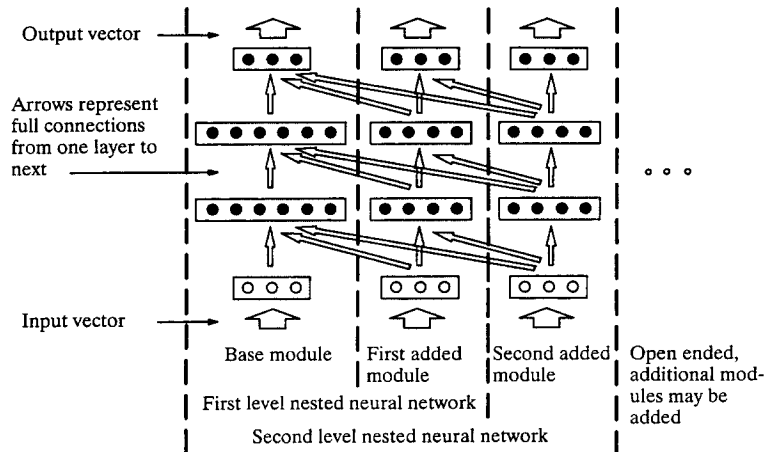 Output vector
Arrows represent
full connections
from one layer to
next
Input vector
Base module
First added
module
Second added
module
Open ended,
additional mod-
ules may be
added
First level nested neural network
Second level nested neural network